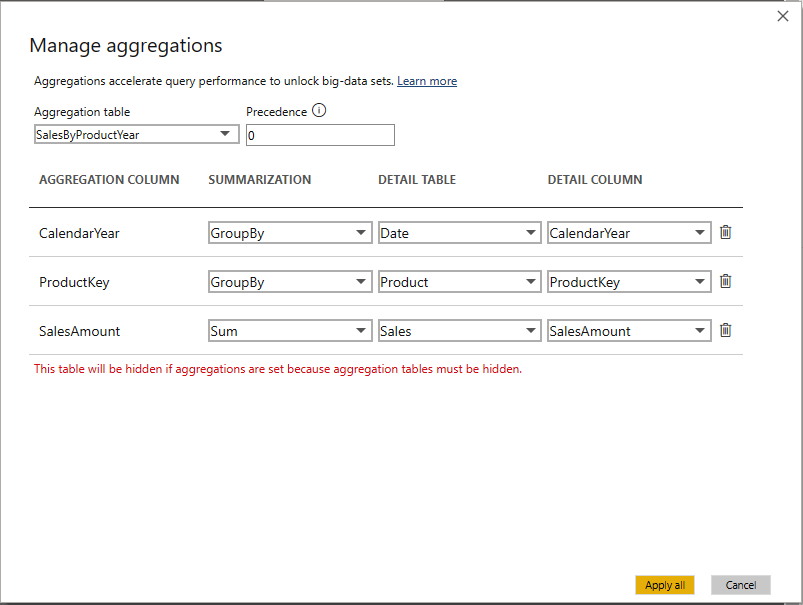 Manage aggregations
Aggregations accelerate query performance to unlock big-data sets. Learn more
Aggregation table Precedence
SalesByProductYear 0
AGGREGATION COLUMN SUMMARIZATION DETAIL TABLE DETAIL COLUMN
CalendarYear GroupBy Date CalendarYear
ProductKey GroupBy Product ProductKey
SalesAmount Sum Sales SalesAmount
This table will be hidden if aggregations are set because aggregation tables must be hidden.
Apply all Cancel